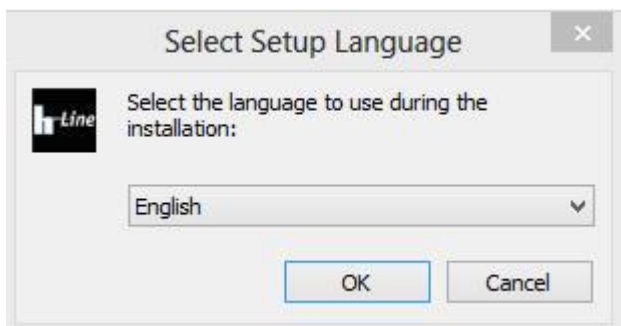 Select Setup Language
h-Line
Select the language to use during the
installation:
English
OK
Cancel